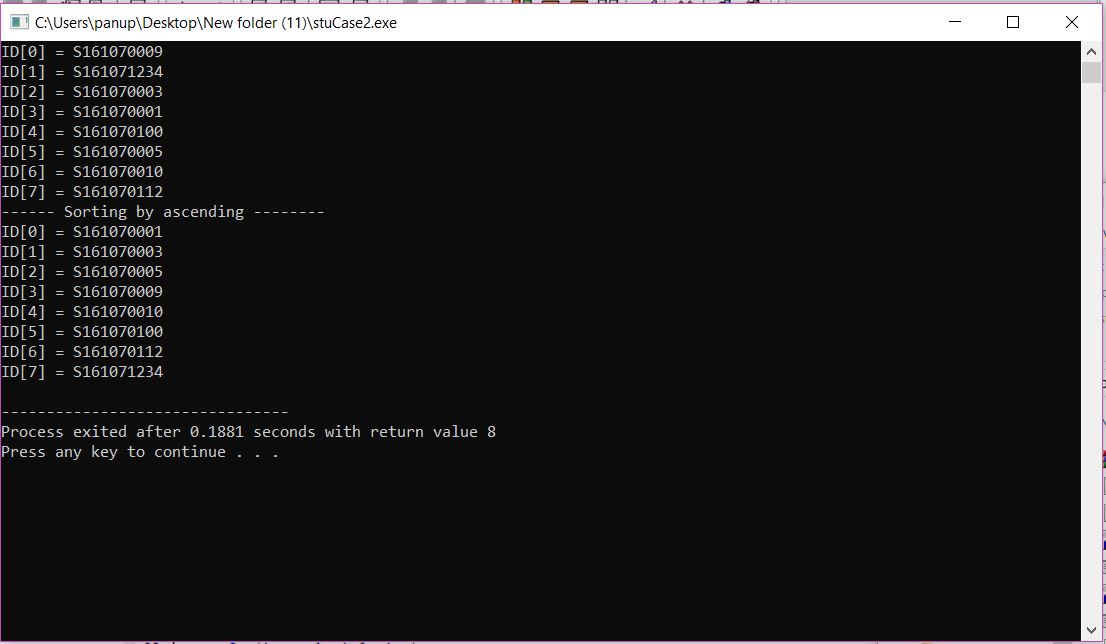 C:\Users\panup\Desktop\New folder (11)\stuCase2.exe
ID[0] = S161070009
ID[1] = S161071234
ID[2] = S161070003
ID[3] = S161070001
ID[4] = S161070100
ID[5] = S161070005
ID[6] = S161070010
ID[7] = S161070112
------ Sorting by ascending --------
ID[0] = S161070001
ID[1] = S161070003
ID[2] = S161070005
ID[3] = S161070009
ID[4] = S161070010
ID[5] = S161070100
ID[6] = S161070112
ID[7] = S161071234
--------------------------------
Process exited after 0.1881 seconds with return value 8
Press any key to continue . . .